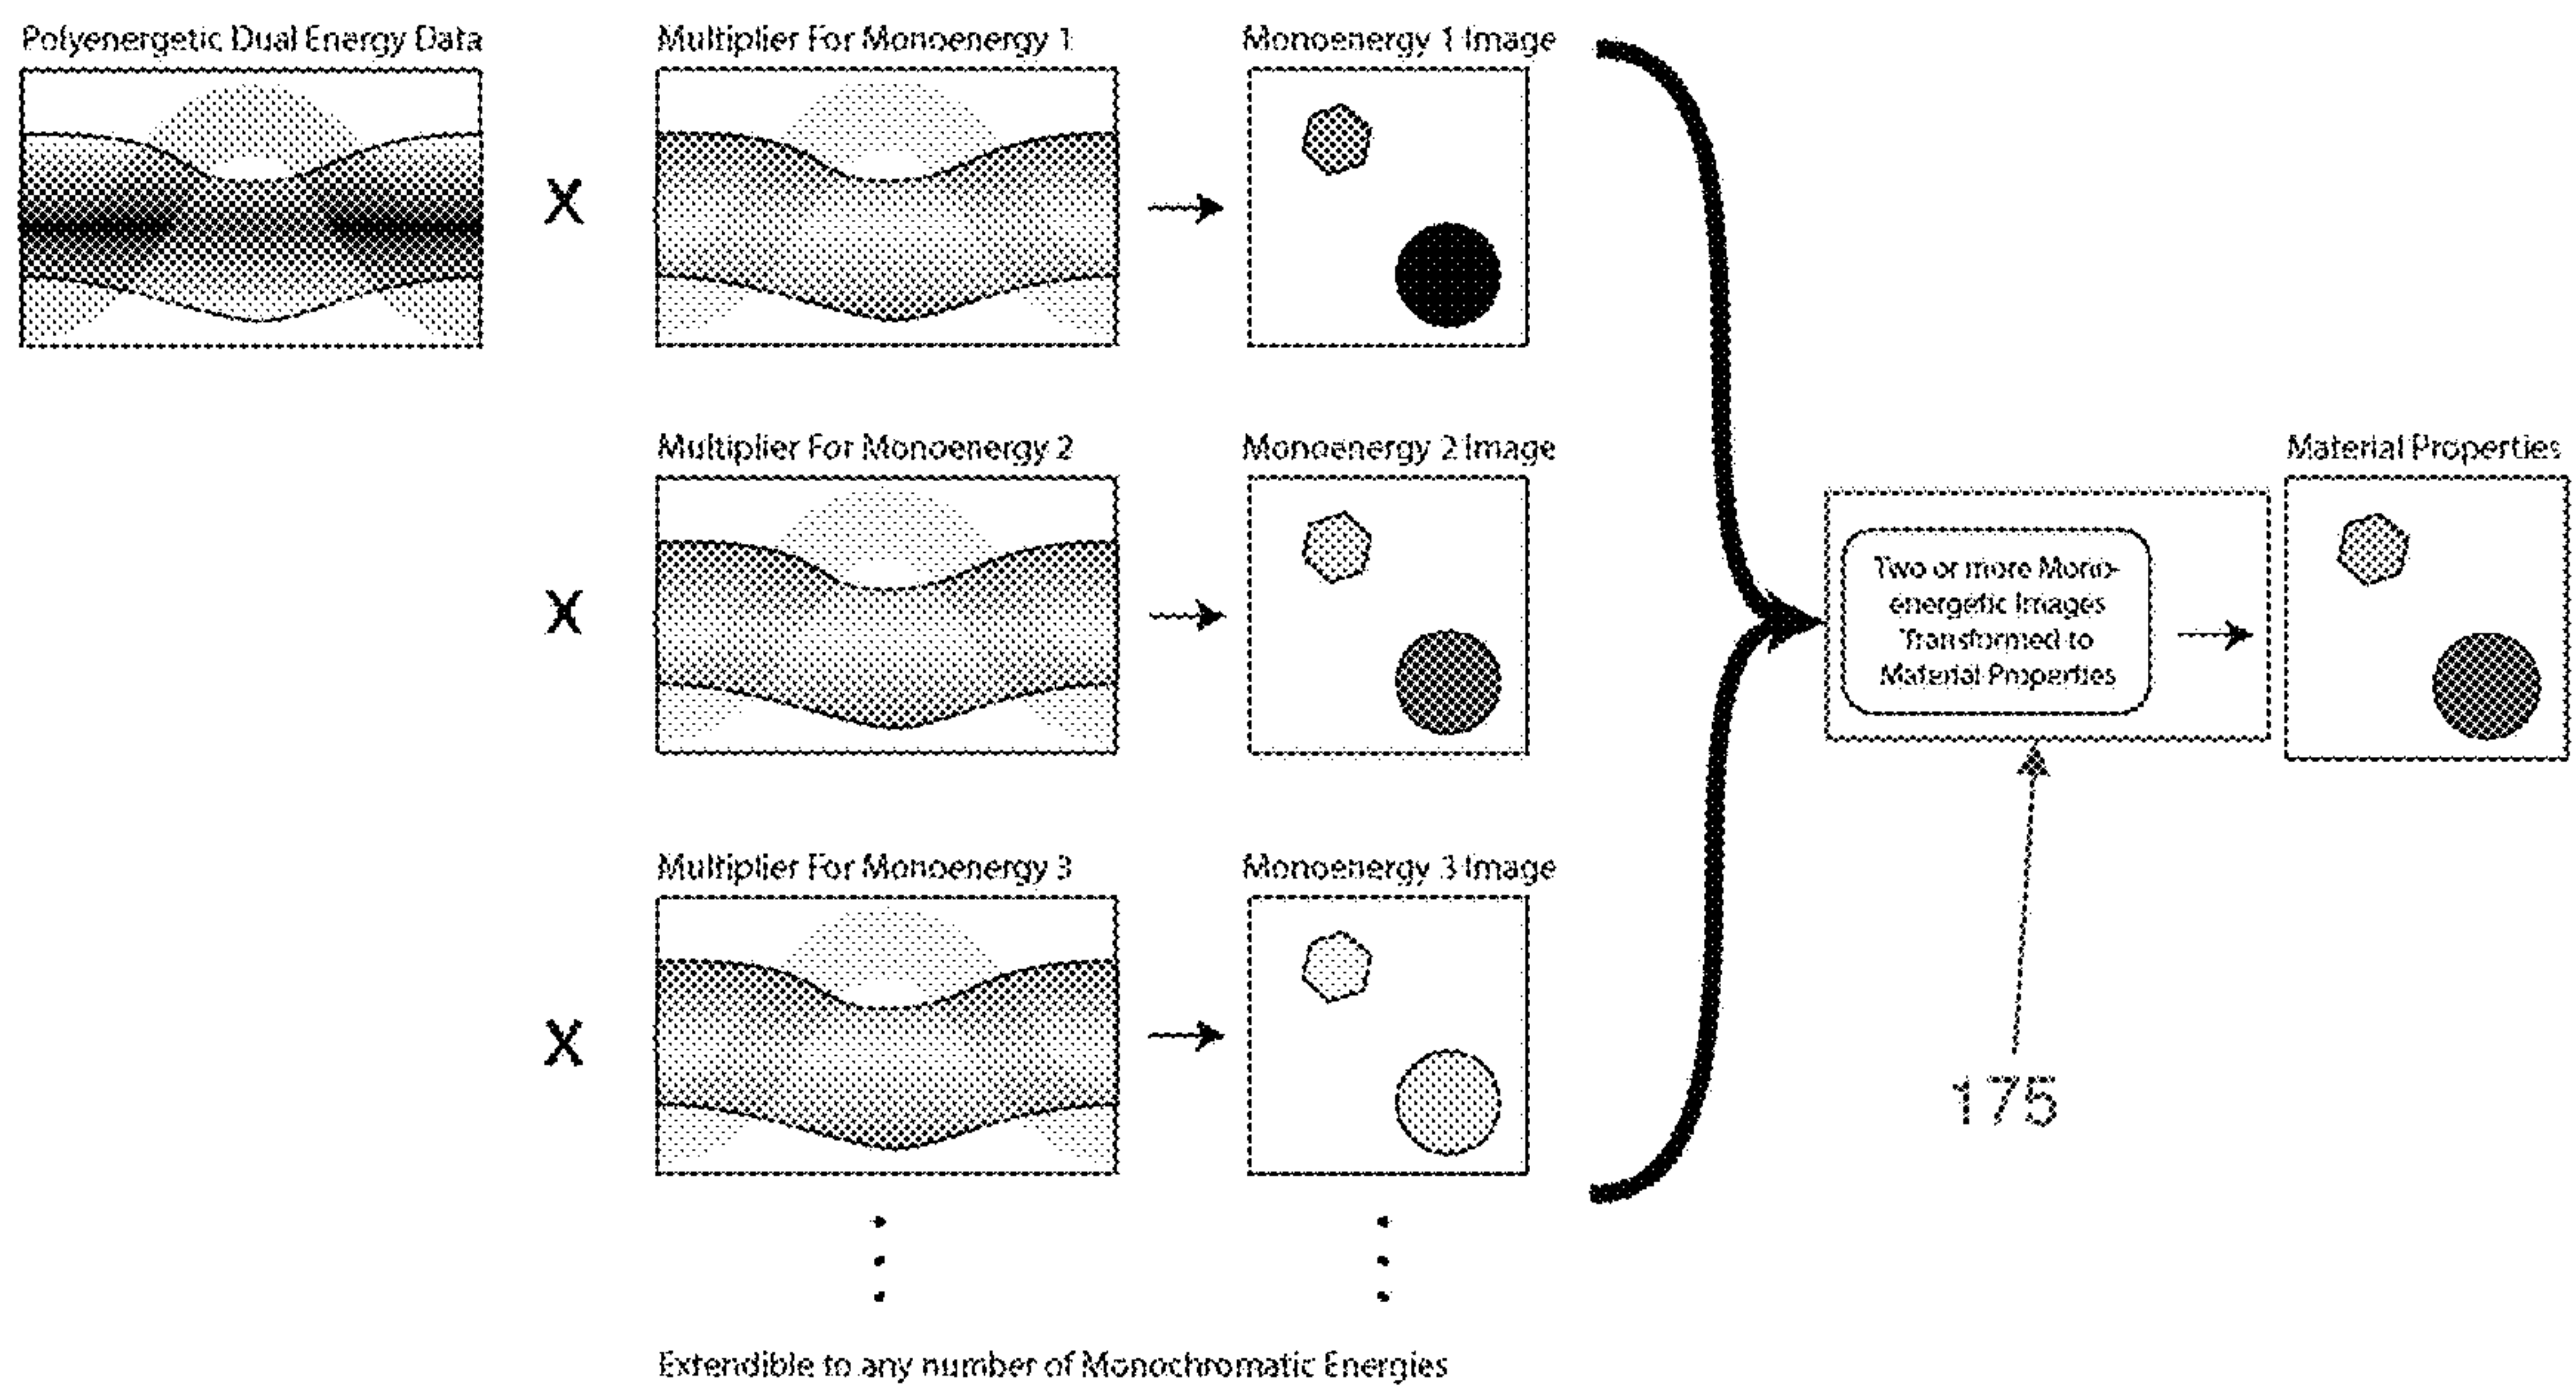 Polyenergetic Dual Energy Data
Multiplier For Monoenergy 1
Monoenergy 1 Image
X
Multiplier For Monoenergy 2
Monoenergy 2 Image
X
Material Properties
Two or more Mono-
energetic Images
Transformed to
Material Properties
Multiplier For Monoenergy 3
Monoenergy 3 Image
X
175
Extendible to any number of Monochromatic Energies